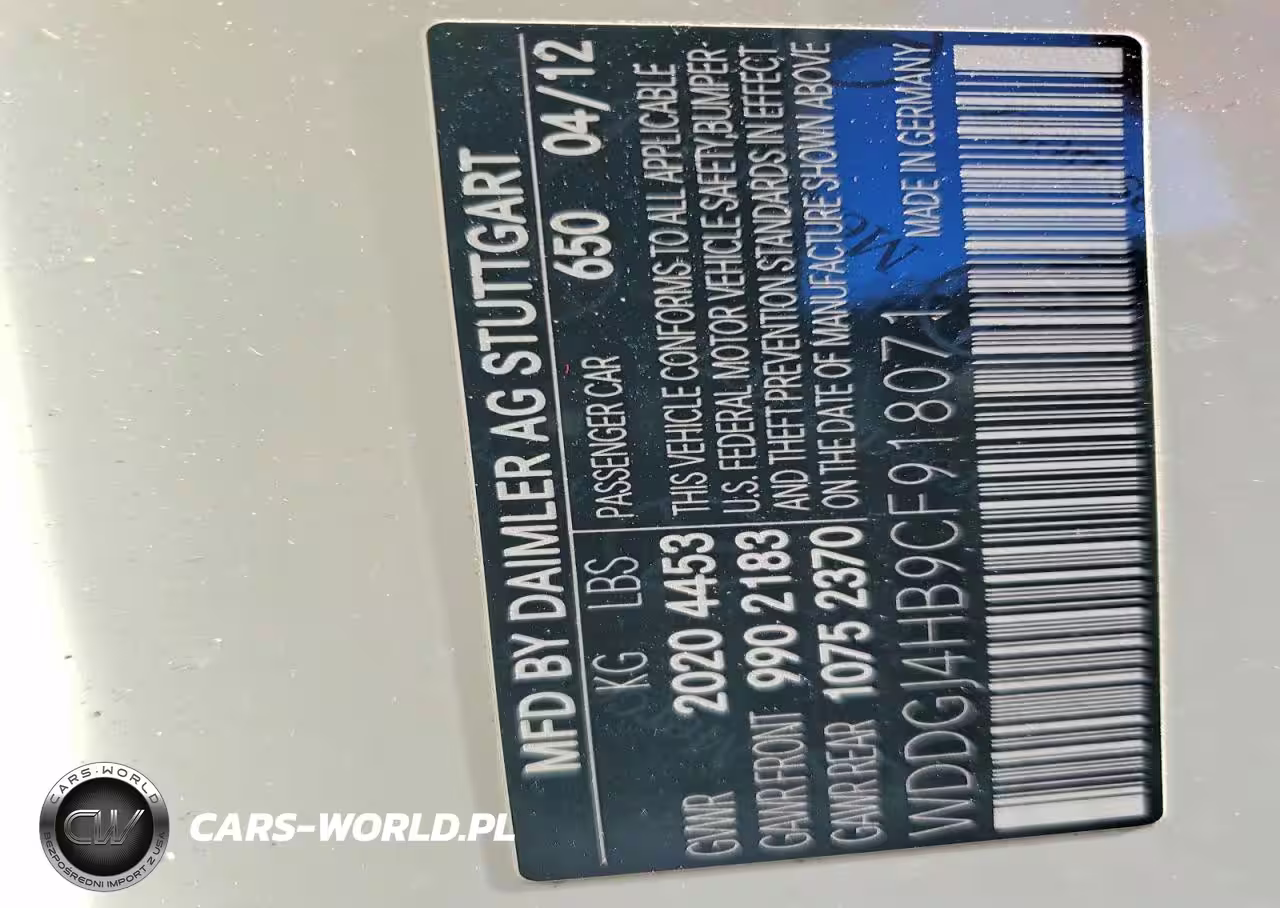 MFD BY DAIMLER AG STUTTGART
650 04/12
KG LBS PASSENGER CAR
GVWR 2020 4453
GAWR FRONT 990 2183
GAWR REAR 1075 2370
THIS VEHICLE CONFORMS TO ALL APPLICABLE
U.S. FEDERAL MOTOR VEHICLE SAFETY,BUMPER
AND THEFT PREVENTION STANDARDS IN EFFECT
ON THE DATE OF MANUFACTURE SHOWN ABOVE
WDDGJ4HB9CF918071 MADE IN GERMANY
CARS-WORLD
CW
BEZPOŚREDNI IMPORT Z USA
CARS-WORLD.PL